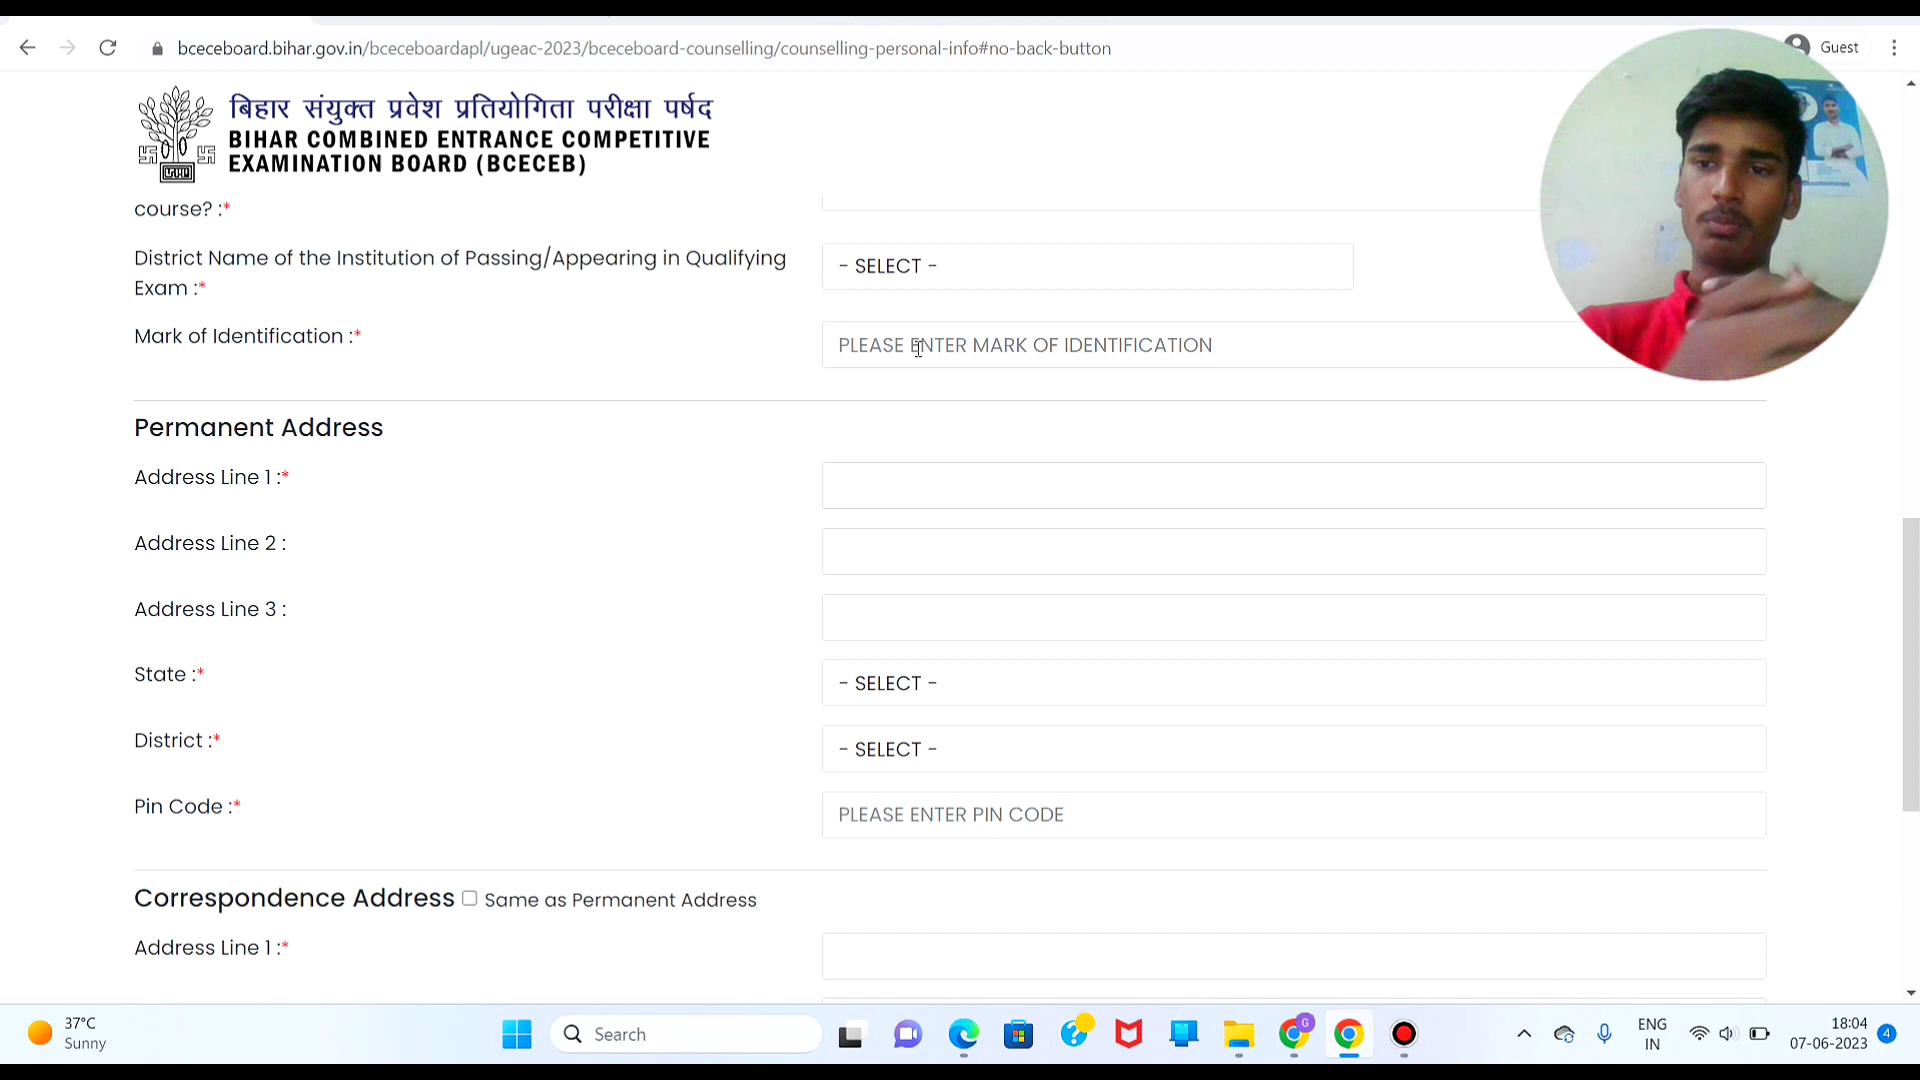 bceceboard.bihar.gov.in/bceceboardapl/ugeac-2023/bceceboard-counselling/counselling-personal-info#no-back-button
Guest
बिहार संयुक्त प्रवेश प्रतियोगिता परीक्षा पर्षद
BIHAR COMBINED ENTRANCE COMPETITIVE
EXAMINATION BOARD (BCECEB)
course? :*
District Name of the Institution of Passing/Appearing in Qualifying
Exam :*
- SELECT -
Mark of Identification :*
PLEASE ENTER MARK OF IDENTIFICATION
Permanent Address
Address Line 1 :*
Address Line 2 :
Address Line 3 :
State :*
- SELECT -
District :*
- SELECT -
Pin Code :*
PLEASE ENTER PIN CODE
Correspondence Address Same as Permanent Address
Address Line 1 :*
37°C
Sunny
Search
ENG
IN
18:04
07-06-2023
4